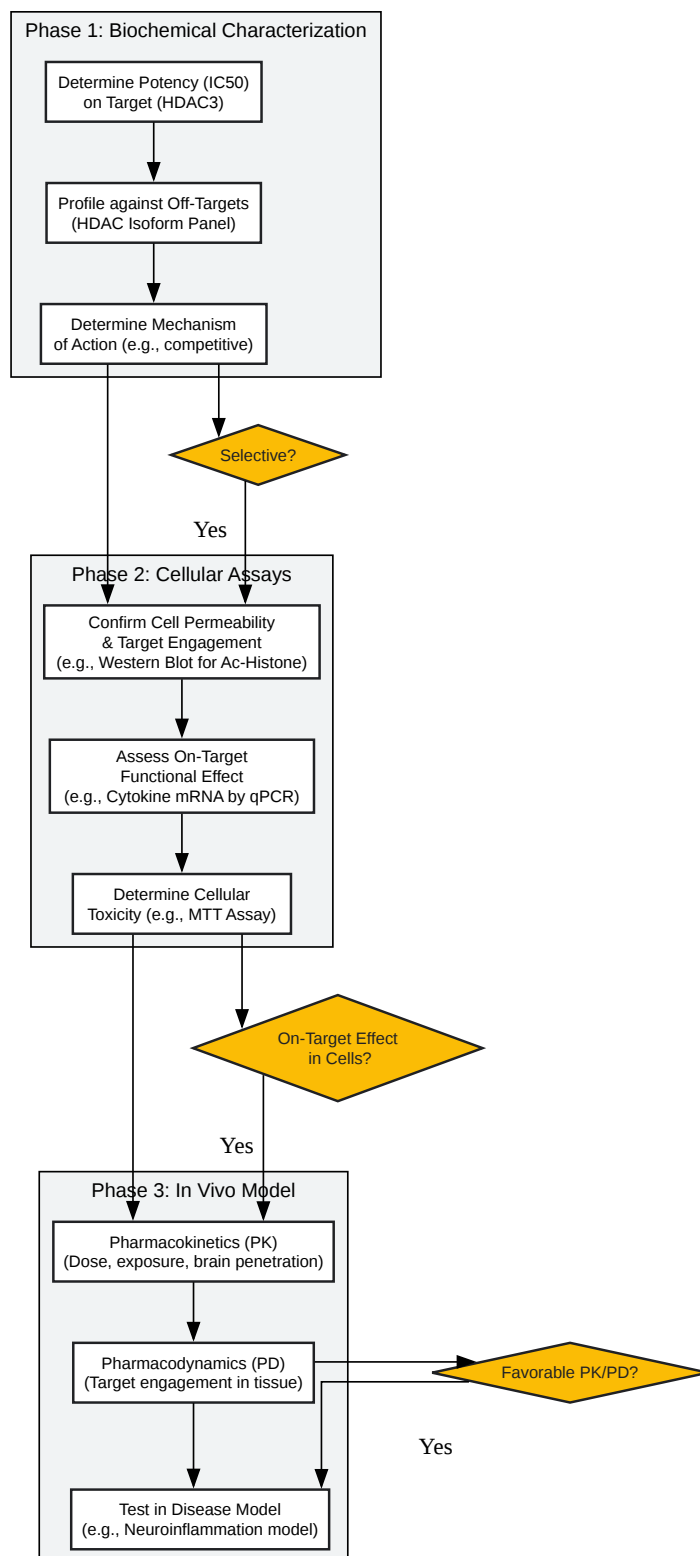 Phase 1: Biochemical Characterization
Determine Potency (IC50)
on Target (HDAC3)
Profile against Off-Targets
(HDAC Isoform Panel)
Determine Mechanism
of Action (e.g., competitive)
Selective?
Yes
Phase 2: Cellular Assays
Confirm Cell Permeability
& Target Engagement
(e.g., Western Blot for Ac-Histone)
Assess On-Target
Functional Effect
(e.g., Cytokine mRNA by qPCR)
Determine Cellular
Toxicity (e.g., MTT Assay)
On-Target Effect
in Cells?
Yes
Phase 3: In Vivo Model
Pharmacokinetics (PK)
(Dose, exposure, brain penetration)
Pharmacodynamics (PD)
(Target engagement in tissue)
Favorable PK/PD?
Yes
Test in Disease Model
(e.g., Neuroinflammation model)